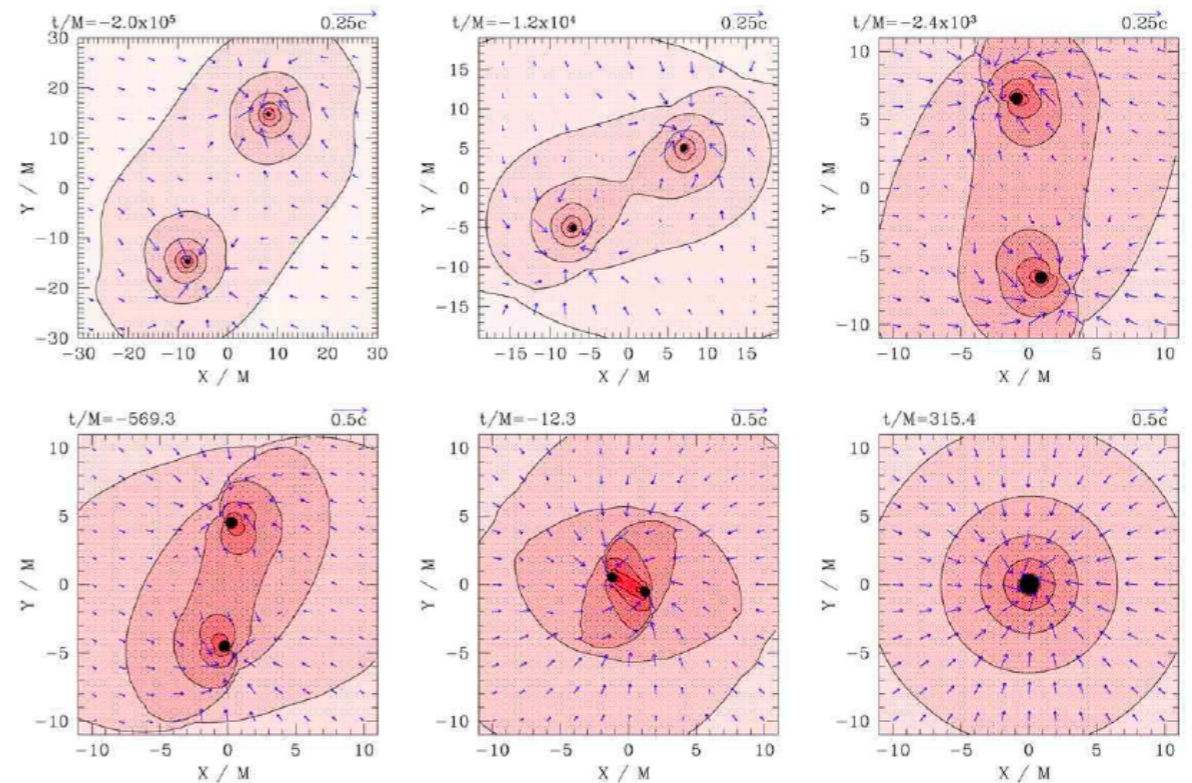 t/M=−2.0x10⁵ 0.25c
30
20
10
0
−10
−20
−30
Y / M
−30 −20 −10 0 10 20 30
X / M
t/M=−1.2x10⁴ 0.25c
15
10
5
0
−5
−10
−15
Y / M
−15 −10 −5 0 5 10 15
X / M
t/M=−2.4x10³ 0.25c
10
5
0
−5
−10
Y / M
−10 −5 0 5 10
X / M
t/M=−569.3 0.5c
10
5
0
−5
−10
Y / M
−10 −5 0 5 10
X / M
t/M=−12.3 0.5c
10
5
0
−5
−10
Y / M
−10 −5 0 5 10
X / M
t/M=315.4 0.5c
10
5
0
−5
−10
Y / M
−10 −5 0 5 10
X / M